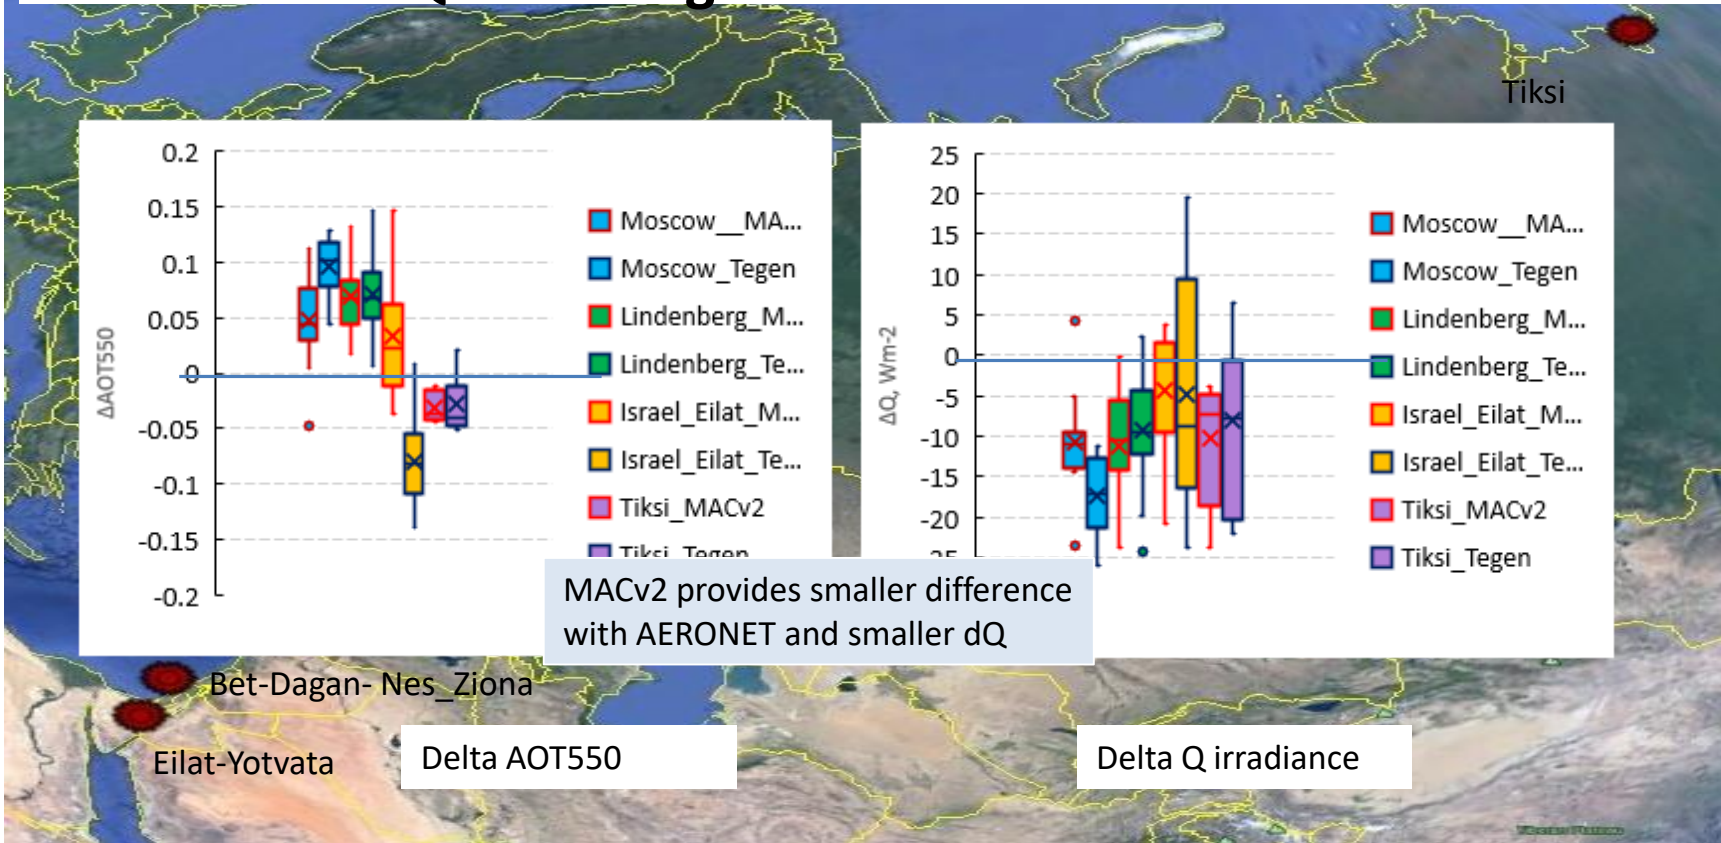 Tiksi
0.2
0.15
0.1
0.05
0
-0.05
-0.1
-0.15
-0.2
ΔAOT550
Moscow__MA...
Moscow_Tegen
Lindenberg_M...
Lindenberg_Te...
Israel_Eilat_M...
Israel_Eilat_Te...
Tiksi_MACv2
Tiksi_Tegen
25
20
15
10
5
0
-5
-10
-15
-20
-25
ΔQ, Wm-2
Moscow__MA...
Moscow_Tegen
Lindenberg_M...
Lindenberg_Te...
Israel_Eilat_M...
Israel_Eilat_Te...
Tiksi_MACv2
Tiksi_Tegen
MACv2 provides smaller difference
with AERONET and smaller dQ
Bet-Dagan- Nes_Ziona
Eilat-Yotvata
Delta AOT550
Delta Q irradiance